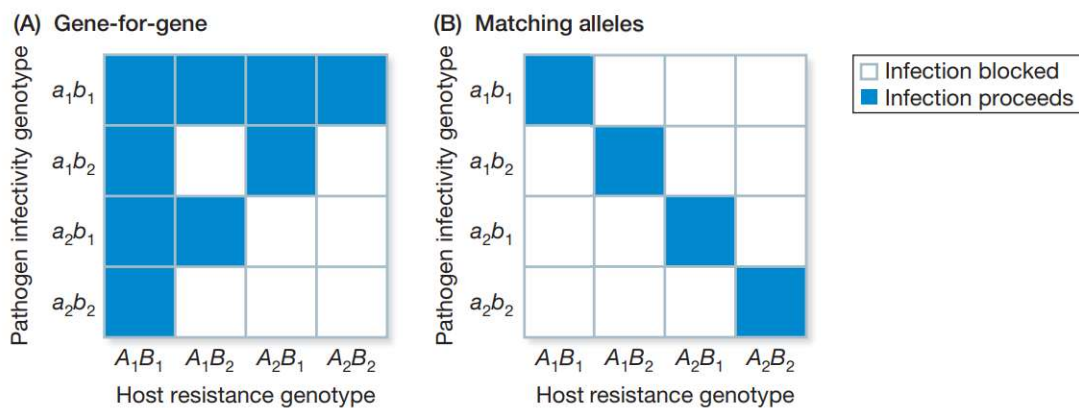 (A) Gene-for-gene
Pathogen infectivity genotype
a₁b₁
a₁b₂
a₂b₁
a₂b₂
A₁B₁ A₁B₂ A₂B₁ A₂B₂
Host resistance genotype
(B) Matching alleles
Pathogen infectivity genotype
a₁b₁
a₁b₂
a₂b₁
a₂b₂
A₁B₁ A₁B₂ A₂B₁ A₂B₂
Host resistance genotype
Infection blocked
Infection proceeds